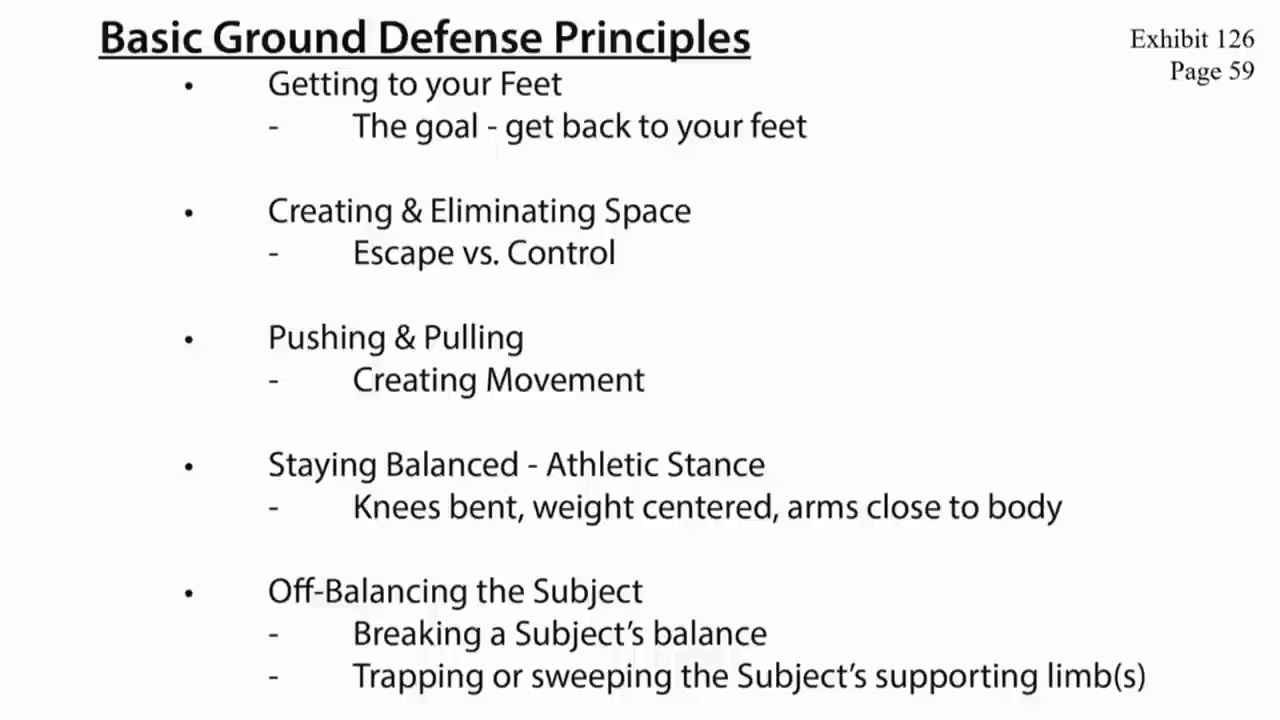 Basic Ground Defense Principles
Exhibit 126
Page 59
• Getting to your Feet
- The goal - get back to your feet
• Creating & Eliminating Space
- Escape vs. Control
• Pushing & Pulling
- Creating Movement
• Staying Balanced - Athletic Stance
- Knees bent, weight centered, arms close to body
• Off-Balancing the Subject
- Breaking a Subject’s balance
- Trapping or sweeping the Subject’s supporting limb(s)